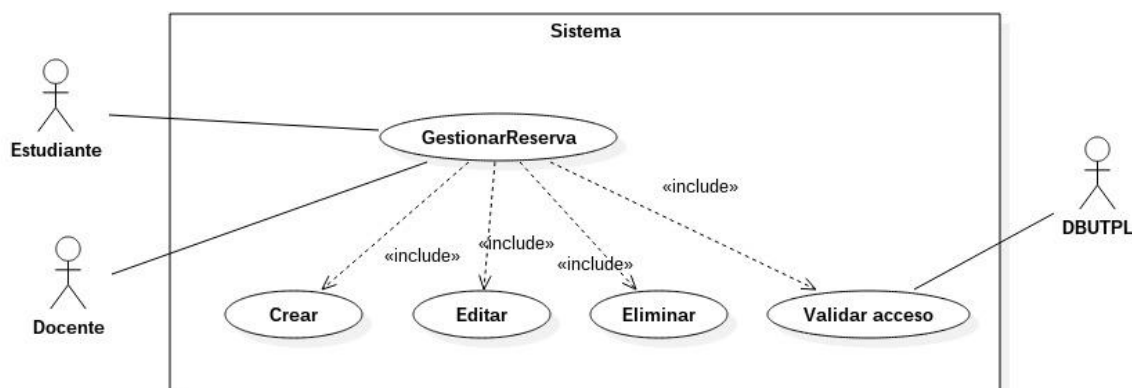 Sistema
Estudiante
GestionarReserva
«include»
DBUTPL
«include»
«include»
«include»
Docente
Crear
Editar
Eliminar
Validar acceso